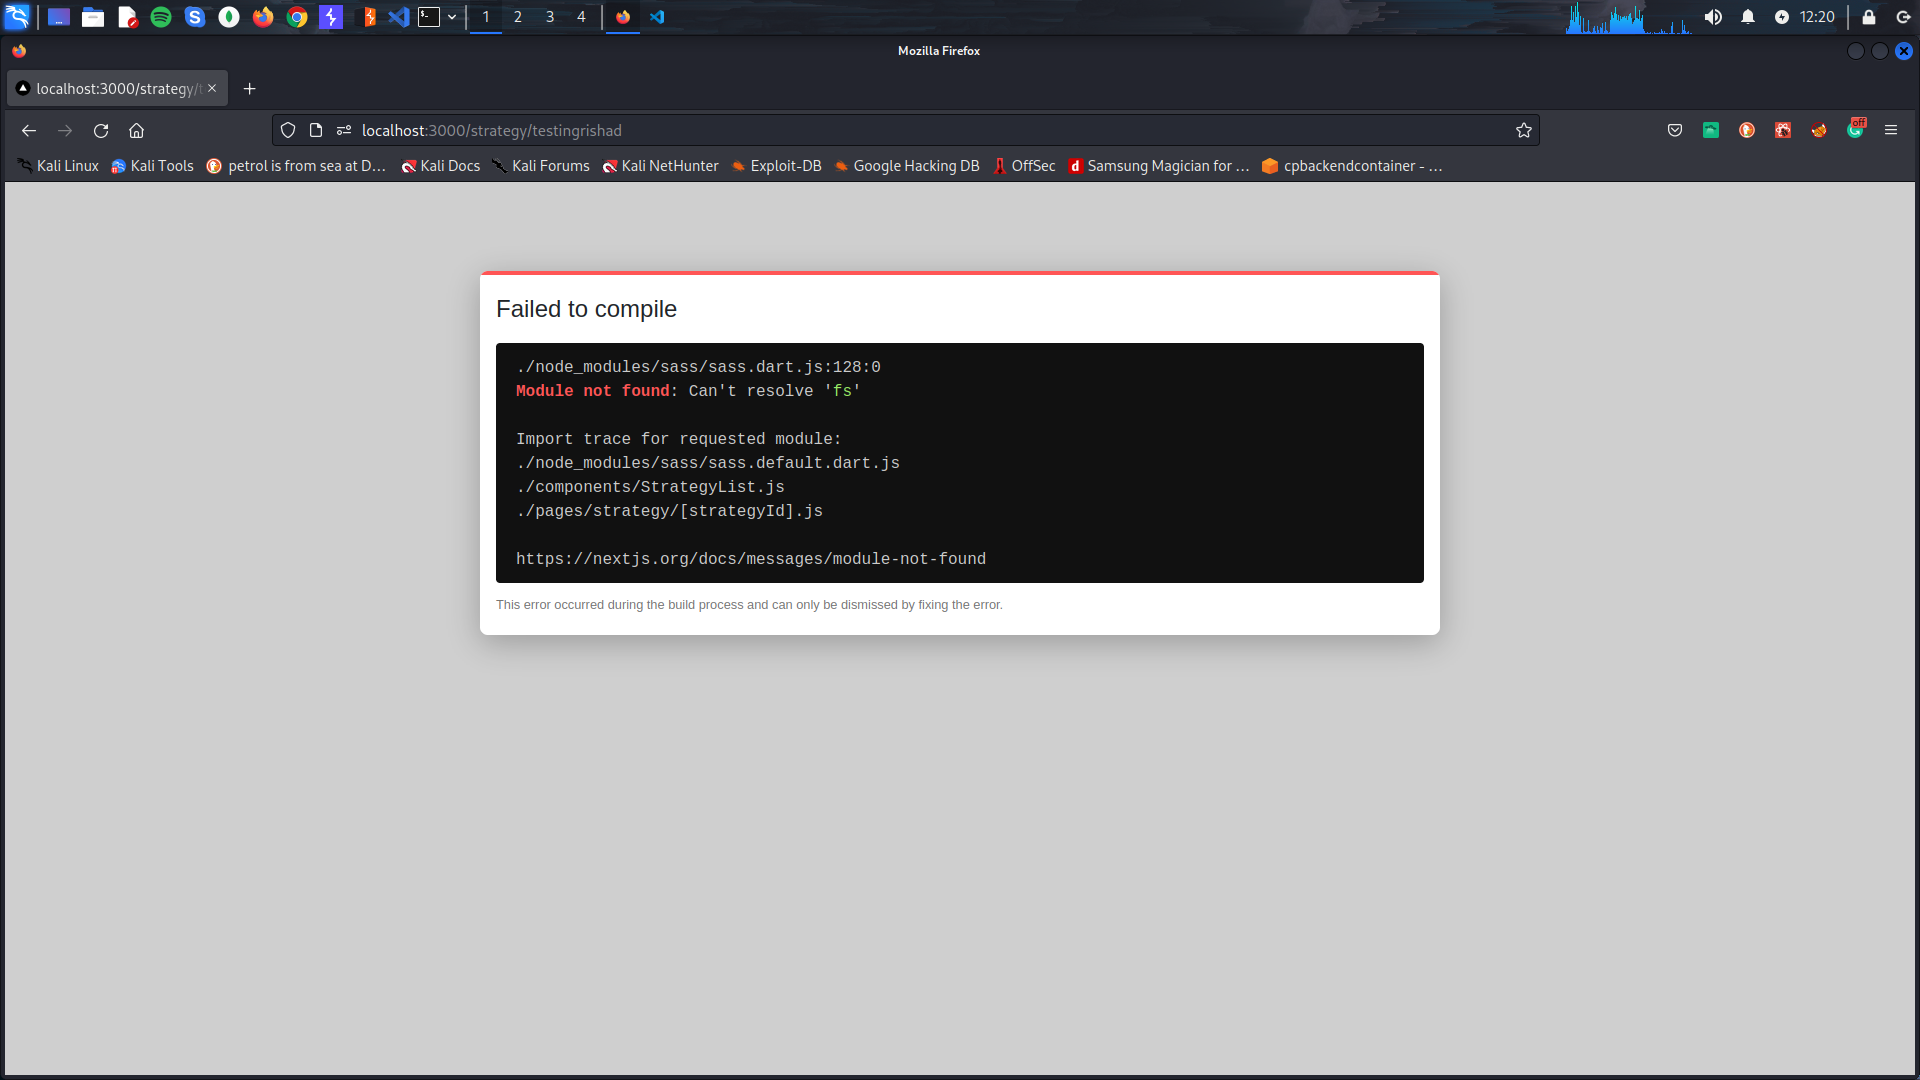 1 2 3 4
12:20
Mozilla Firefox
localhost:3000/strategy/t
localhost:3000/strategy/testingrishad
off
Kali Linux
Kali Tools
petrol is from sea at D...
Kali Docs
Kali Forums
Kali NetHunter
Exploit-DB
Google Hacking DB
OffSec
d Samsung Magician for ...
cpbackendcontainer - ...
Failed to compile
./node_modules/sass/sass.dart.js:128:0
Module not found: Can't resolve 'fs'
Import trace for requested module:
./node_modules/sass/sass.default.dart.js
./components/StrategyList.js
./pages/strategy/[strategyId].js
https://nextjs.org/docs/messages/module-not-found
This error occurred during the build process and can only be dismissed by fixing the error.